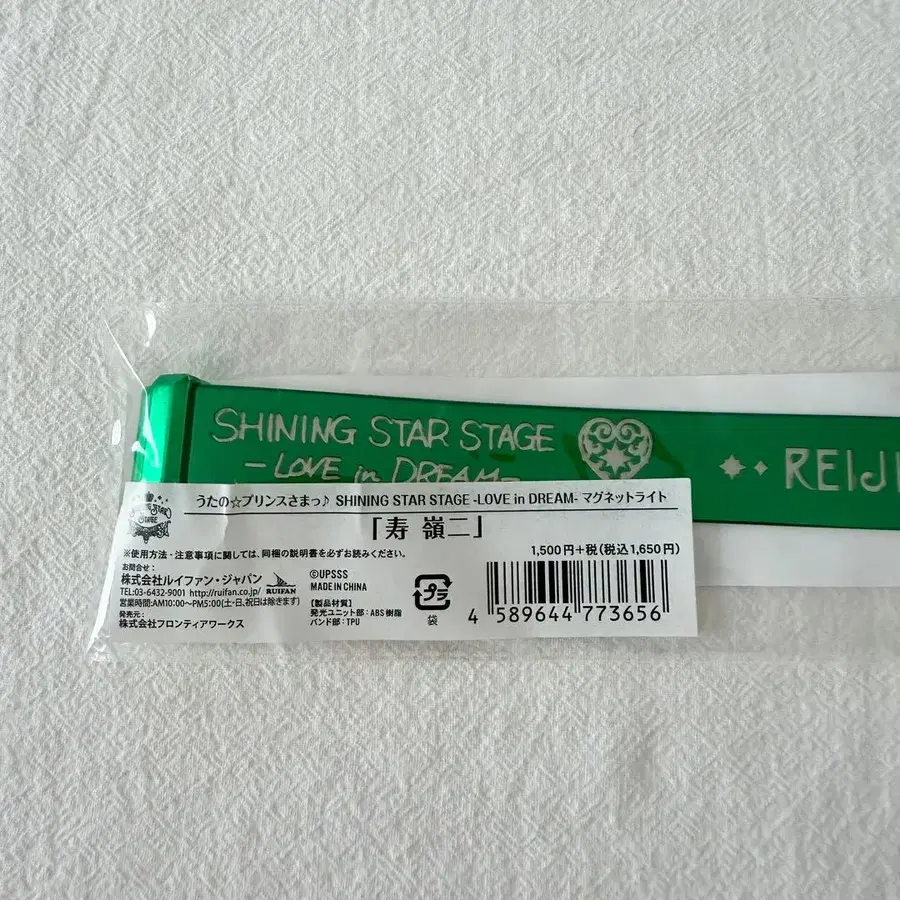 SHINING STAR STAGE
- LOVE in DREAM -
REIJI
うたの☆プリンスさまっ♪ SHINING STAR STAGE -LOVE in DREAM- マグネットライト
「寿 嶺二」
※使用方法・注意事項に関しては、同梱の説明書を必ずお読みください。
1,500円+税(税込1,650円)
お問合せ:
株式会社ルイファン・ジャパン
RUIFAN
TEL:03-6432-9001 http://ruifan.co.jp/
営業時間:AM10:00~PM5:00(土・日、祝日は除きます)
発売元:
株式会社フロンティアワークス
©UPSSS
MADE IN CHINA
【製品材質】
発光ユニット部:ABS樹脂
バンド部:TPU
プラ
袋
4 589644 773656